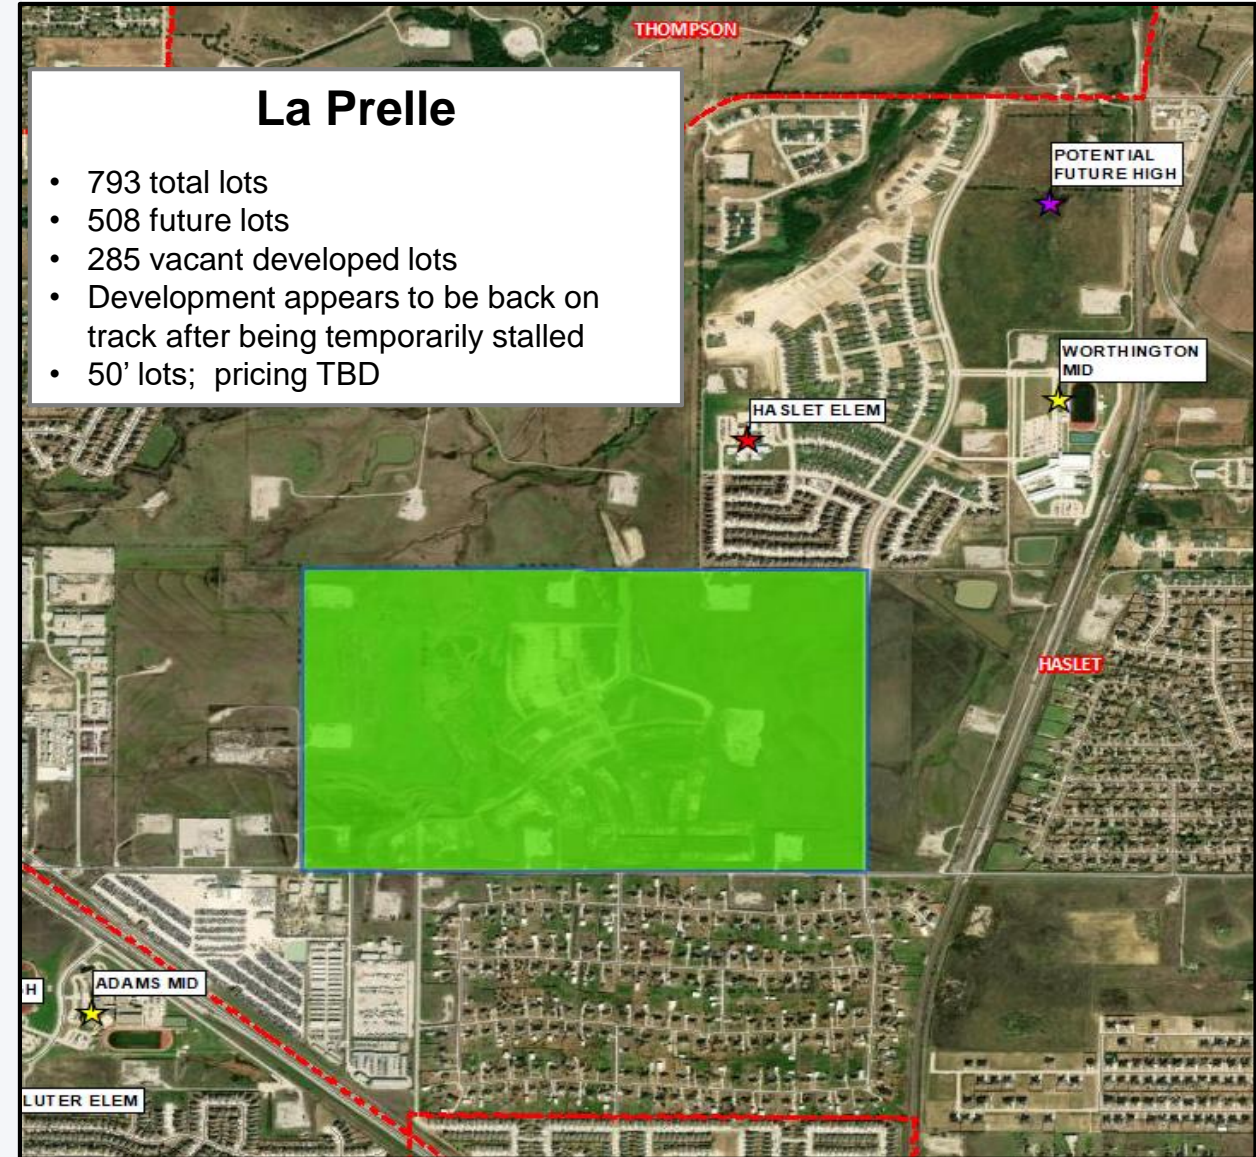 THOMPSON
La Prelle
• 793 total lots
• 508 future lots
• 285 vacant developed lots
• Development appears to be back on
track after being temporarily stalled
• 50’ lots; pricing TBD
POTENTIAL
FUTURE HIGH
WORTHINGTON
MID
HASLET ELEM
HASLET
H
ADAMS MID
LUTER ELEM